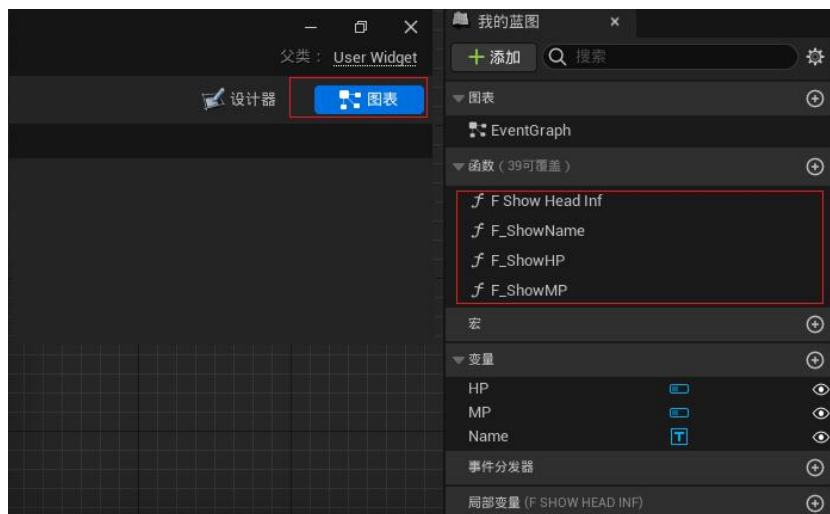 父类： User Widget
设计器
图表
我的蓝图
添加
搜索
图表
EventGraph
函数（39可覆盖）
F Show Head Inf
F_ShowName
F_ShowHP
F_ShowMP
宏
变量
HP
MP
Name
事件分发器
局部变量 (F SHOW HEAD INF)